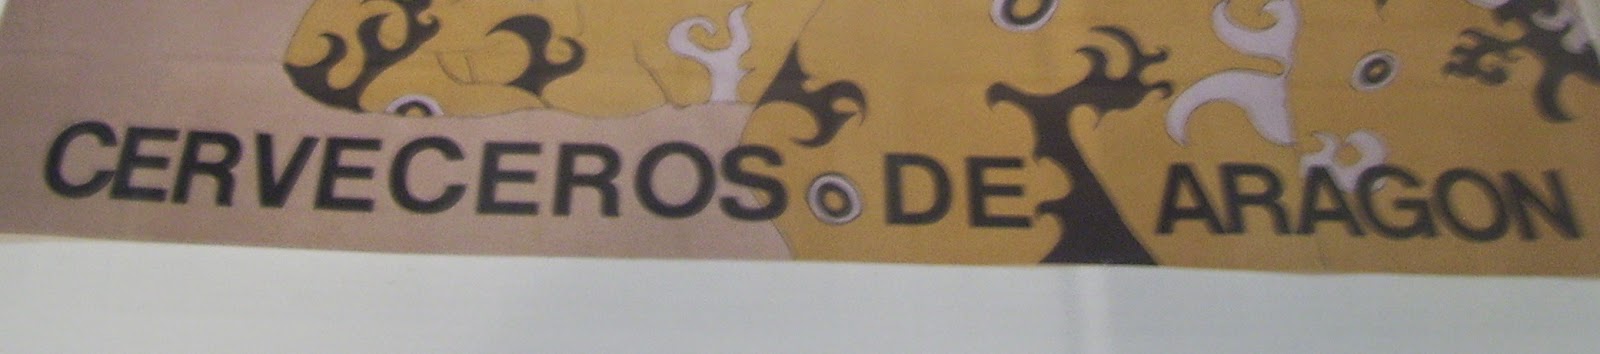 CERVECEROS DE ARAGON